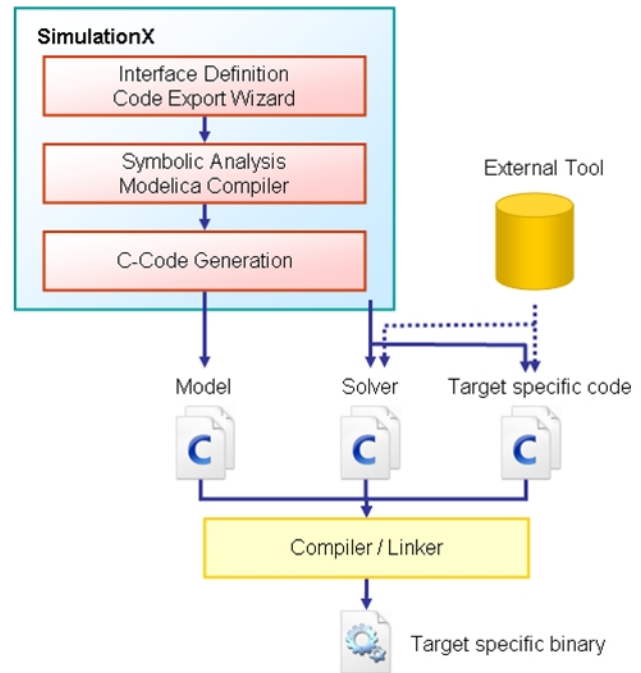 SimulationX
Interface Definition
Code Export Wizard
Symbolic Analysis
Modelica Compiler
External Tool
C-Code Generation
Model
Solver
Target specific code
C
C
C
Compiler / Linker
Target specific binary